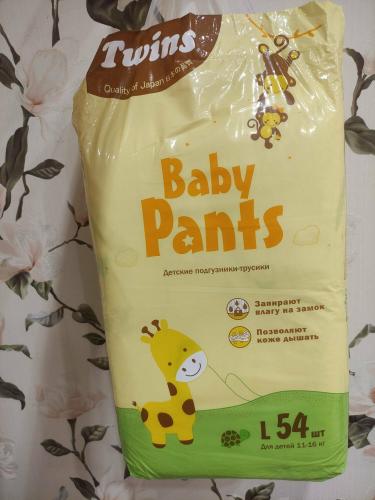 Twins
Quality of Japan
Baby
Pants
Детские подгузники-трусики
Запирают
влагу на замок
Позволяют
коже дышать
L 54 шт
Для детей 11-16 кг